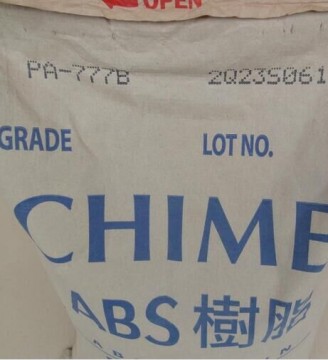 OPEN
PA-777B 2Q23S061
GRADE LOT NO.
CHIME
ABS 樹脂